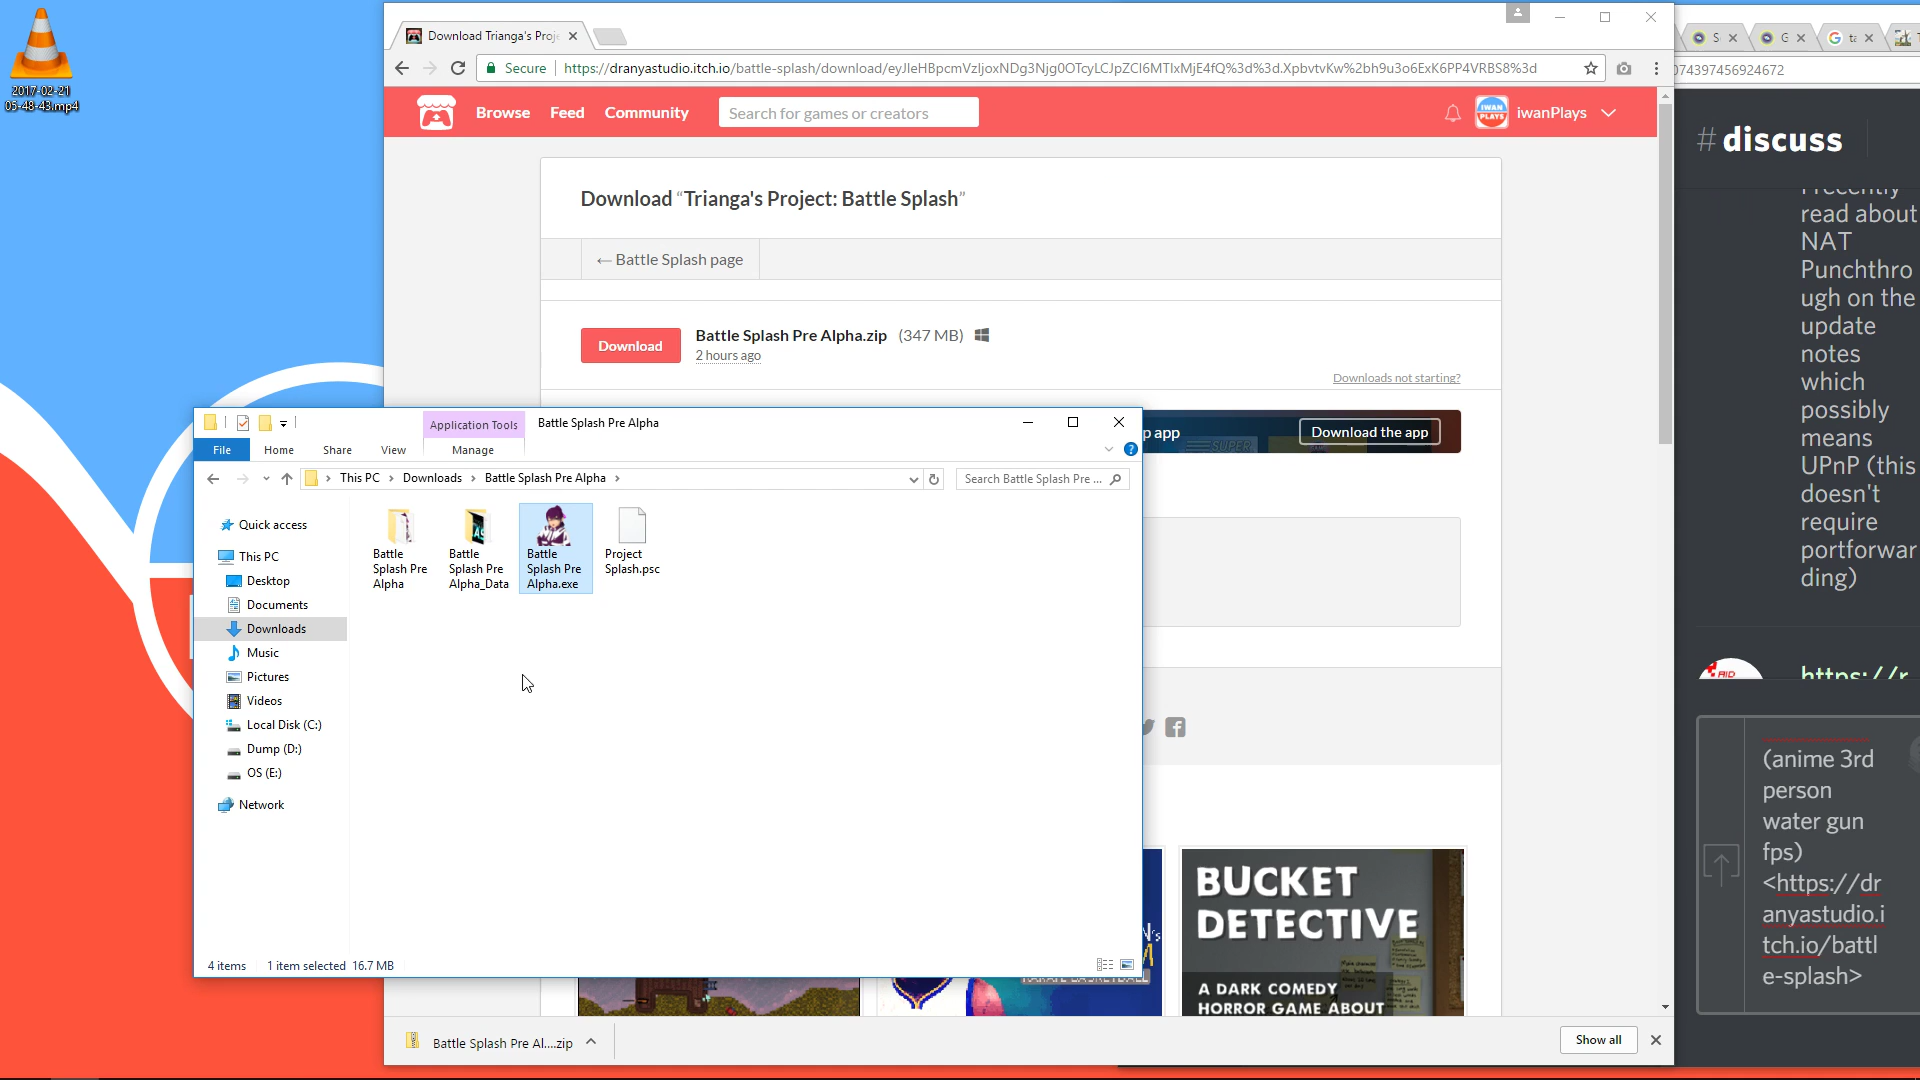 2017-02-21
05-48-43.mp4
Download Trianga's Proje
Secure
https://dranyastudio.itch.io/battle-splash/download/eyJleHBpcmVzIjoxNDg3Njg0OTcyLCJpZCI6MTIxMjE4fQ%3d%3d.XpbvtvKw%2bh9u3o6ExK6PP4VRBS8%3d
074397456924672
Browse
Feed
Community
Search for games or creators
IWAN
PLAYS
iwanPlays
Download “Trianga's Project: Battle Splash”
← Battle Splash page
Download
Battle Splash Pre Alpha.zip (347 MB)
2 hours ago
Downloads not starting?
p app
SUPER
Download the app
Application Tools
Battle Splash Pre Alpha
File
Home
Share
View
Manage
This PC
Downloads
Battle Splash Pre Alpha
Search Battle Splash Pre ...
Quick access
This PC
Desktop
Documents
Downloads
Music
Pictures
Videos
Local Disk (C:)
Dump (D:)
OS (E:)
Network
Battle
Splash Pre
Alpha
Battle
Splash Pre
Alpha_Data
Battle
Splash Pre
Alpha.exe
Project
Splash.psc
4 items
1 item selected 16.7 MB
BUCKET
DETECTIVE
A DARK COMEDY
HORROR GAME ABOUT
Battle Splash Pre Al....zip
Show all
#discuss
read about
NAT
Punchthro
ugh on the
update
notes
which
possibly
means
UPnP (this
doesn't
require
portforwar
ding)
https://r
(anime 3rd
person
water gun
fps)
<https://dr
anyastudio.i
tch.io/battl
e-splash>